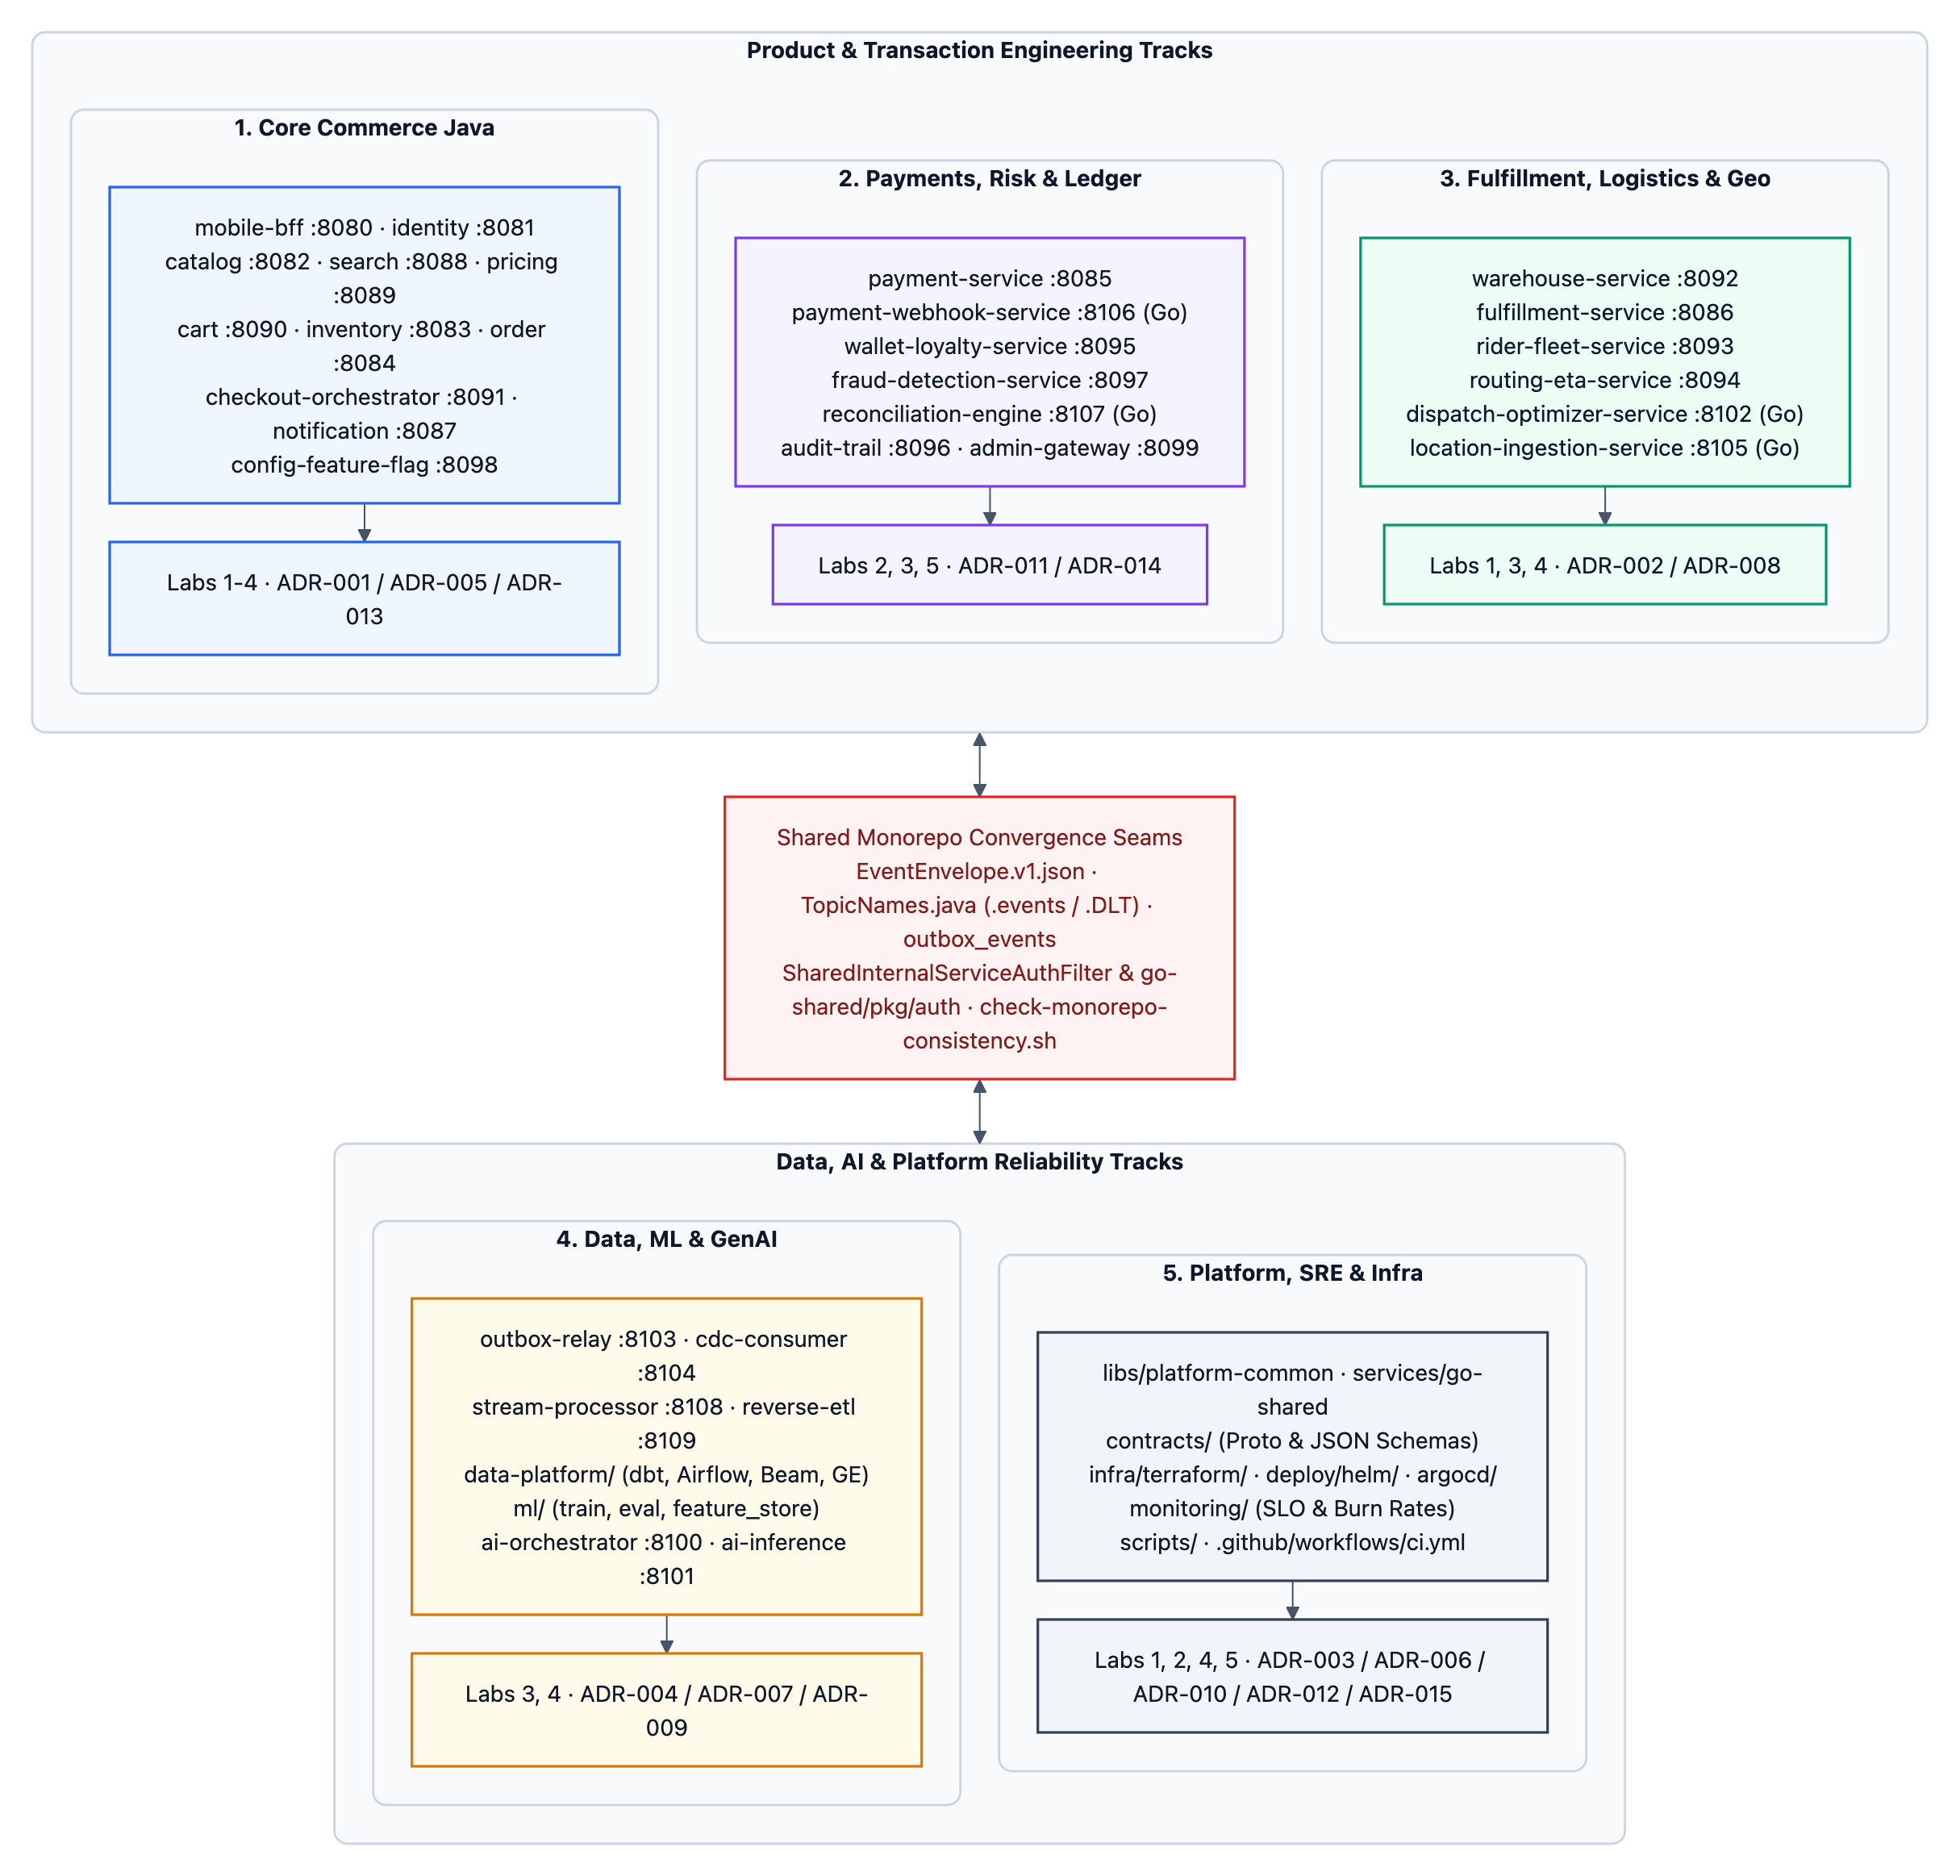 Product & Transaction Engineering Tracks
1. Core Commerce Java
mobile-bff :8080 · identity :8081
catalog :8082 · search :8088 · pricing
:8089
cart :8090 · inventory :8083 · order
:8084
checkout-orchestrator :8091 ·
notification :8087
config-feature-flag :8098
Labs 1-4 · ADR-001 / ADR-005 / ADR-
013
2. Payments, Risk & Ledger
payment-service :8085
payment-webhook-service :8106 (Go)
wallet-loyalty-service :8095
fraud-detection-service :8097
reconciliation-engine :8107 (Go)
audit-trail :8096 · admin-gateway :8099
Labs 2, 3, 5 · ADR-011 / ADR-014
3. Fulfillment, Logistics & Geo
warehouse-service :8092
fulfillment-service :8086
rider-fleet-service :8093
routing-eta-service :8094
dispatch-optimizer-service :8102 (Go)
location-ingestion-service :8105 (Go)
Labs 1, 3, 4 · ADR-002 / ADR-008
Shared Monorepo Convergence Seams
EventEnvelope.v1.json ·
TopicNames.java (.events / .DLT) ·
outbox_events
SharedInternalServiceAuthFilter & go-
shared/pkg/auth · check-monorepo-
consistency.sh
Data, AI & Platform Reliability Tracks
4. Data, ML & GenAI
outbox-relay :8103 · cdc-consumer
:8104
stream-processor :8108 · reverse-etl
:8109
data-platform/ (dbt, Airflow, Beam, GE)
ml/ (train, eval, feature_store)
ai-orchestrator :8100 · ai-inference
:8101
Labs 3, 4 · ADR-004 / ADR-007 / ADR-
009
5. Platform, SRE & Infra
libs/platform-common · services/go-
shared
contracts/ (Proto & JSON Schemas)
infra/terraform/ · deploy/helm/ · argocd/
monitoring/ (SLO & Burn Rates)
scripts/ · .github/workflows/ci.yml
Labs 1, 2, 4, 5 · ADR-003 / ADR-006 /
ADR-010 / ADR-012 / ADR-015